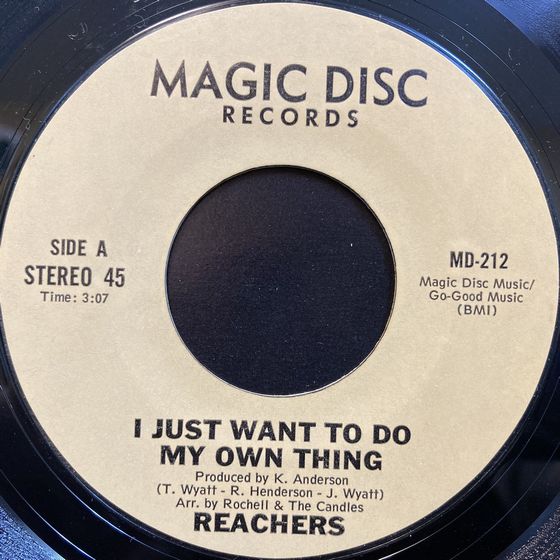 MAGIC DISC
RECORDS
SIDE A
STEREO 45
Time: 3:07
MD-212
Magic Disc Music/
Go-Good Music
(BMI)
I JUST WANT TO DO
MY OWN THING
Produced by K. Anderson
(T. Wyatt - R. Henderson - J. Wyatt)
Arr. by Rochell & The Candles
REACHERS